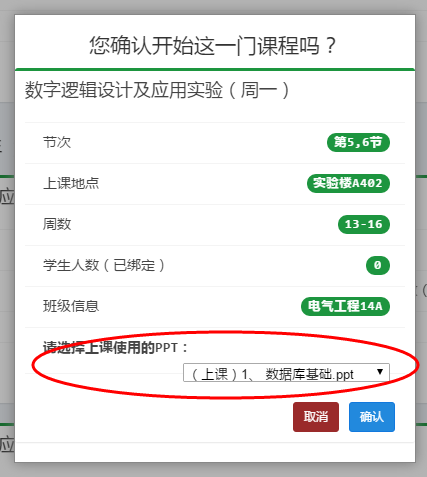 您确认开始这一门课程吗？
数字逻辑设计及应用实验（周一）
节次 第5,6节
上课地点 实验楼A402
周数 13-16
学生人数（已绑定） 0
班级信息 电气工程14A
请选择上课使用的PPT：
（上课）1、 数据库基础.ppt
取消 确认